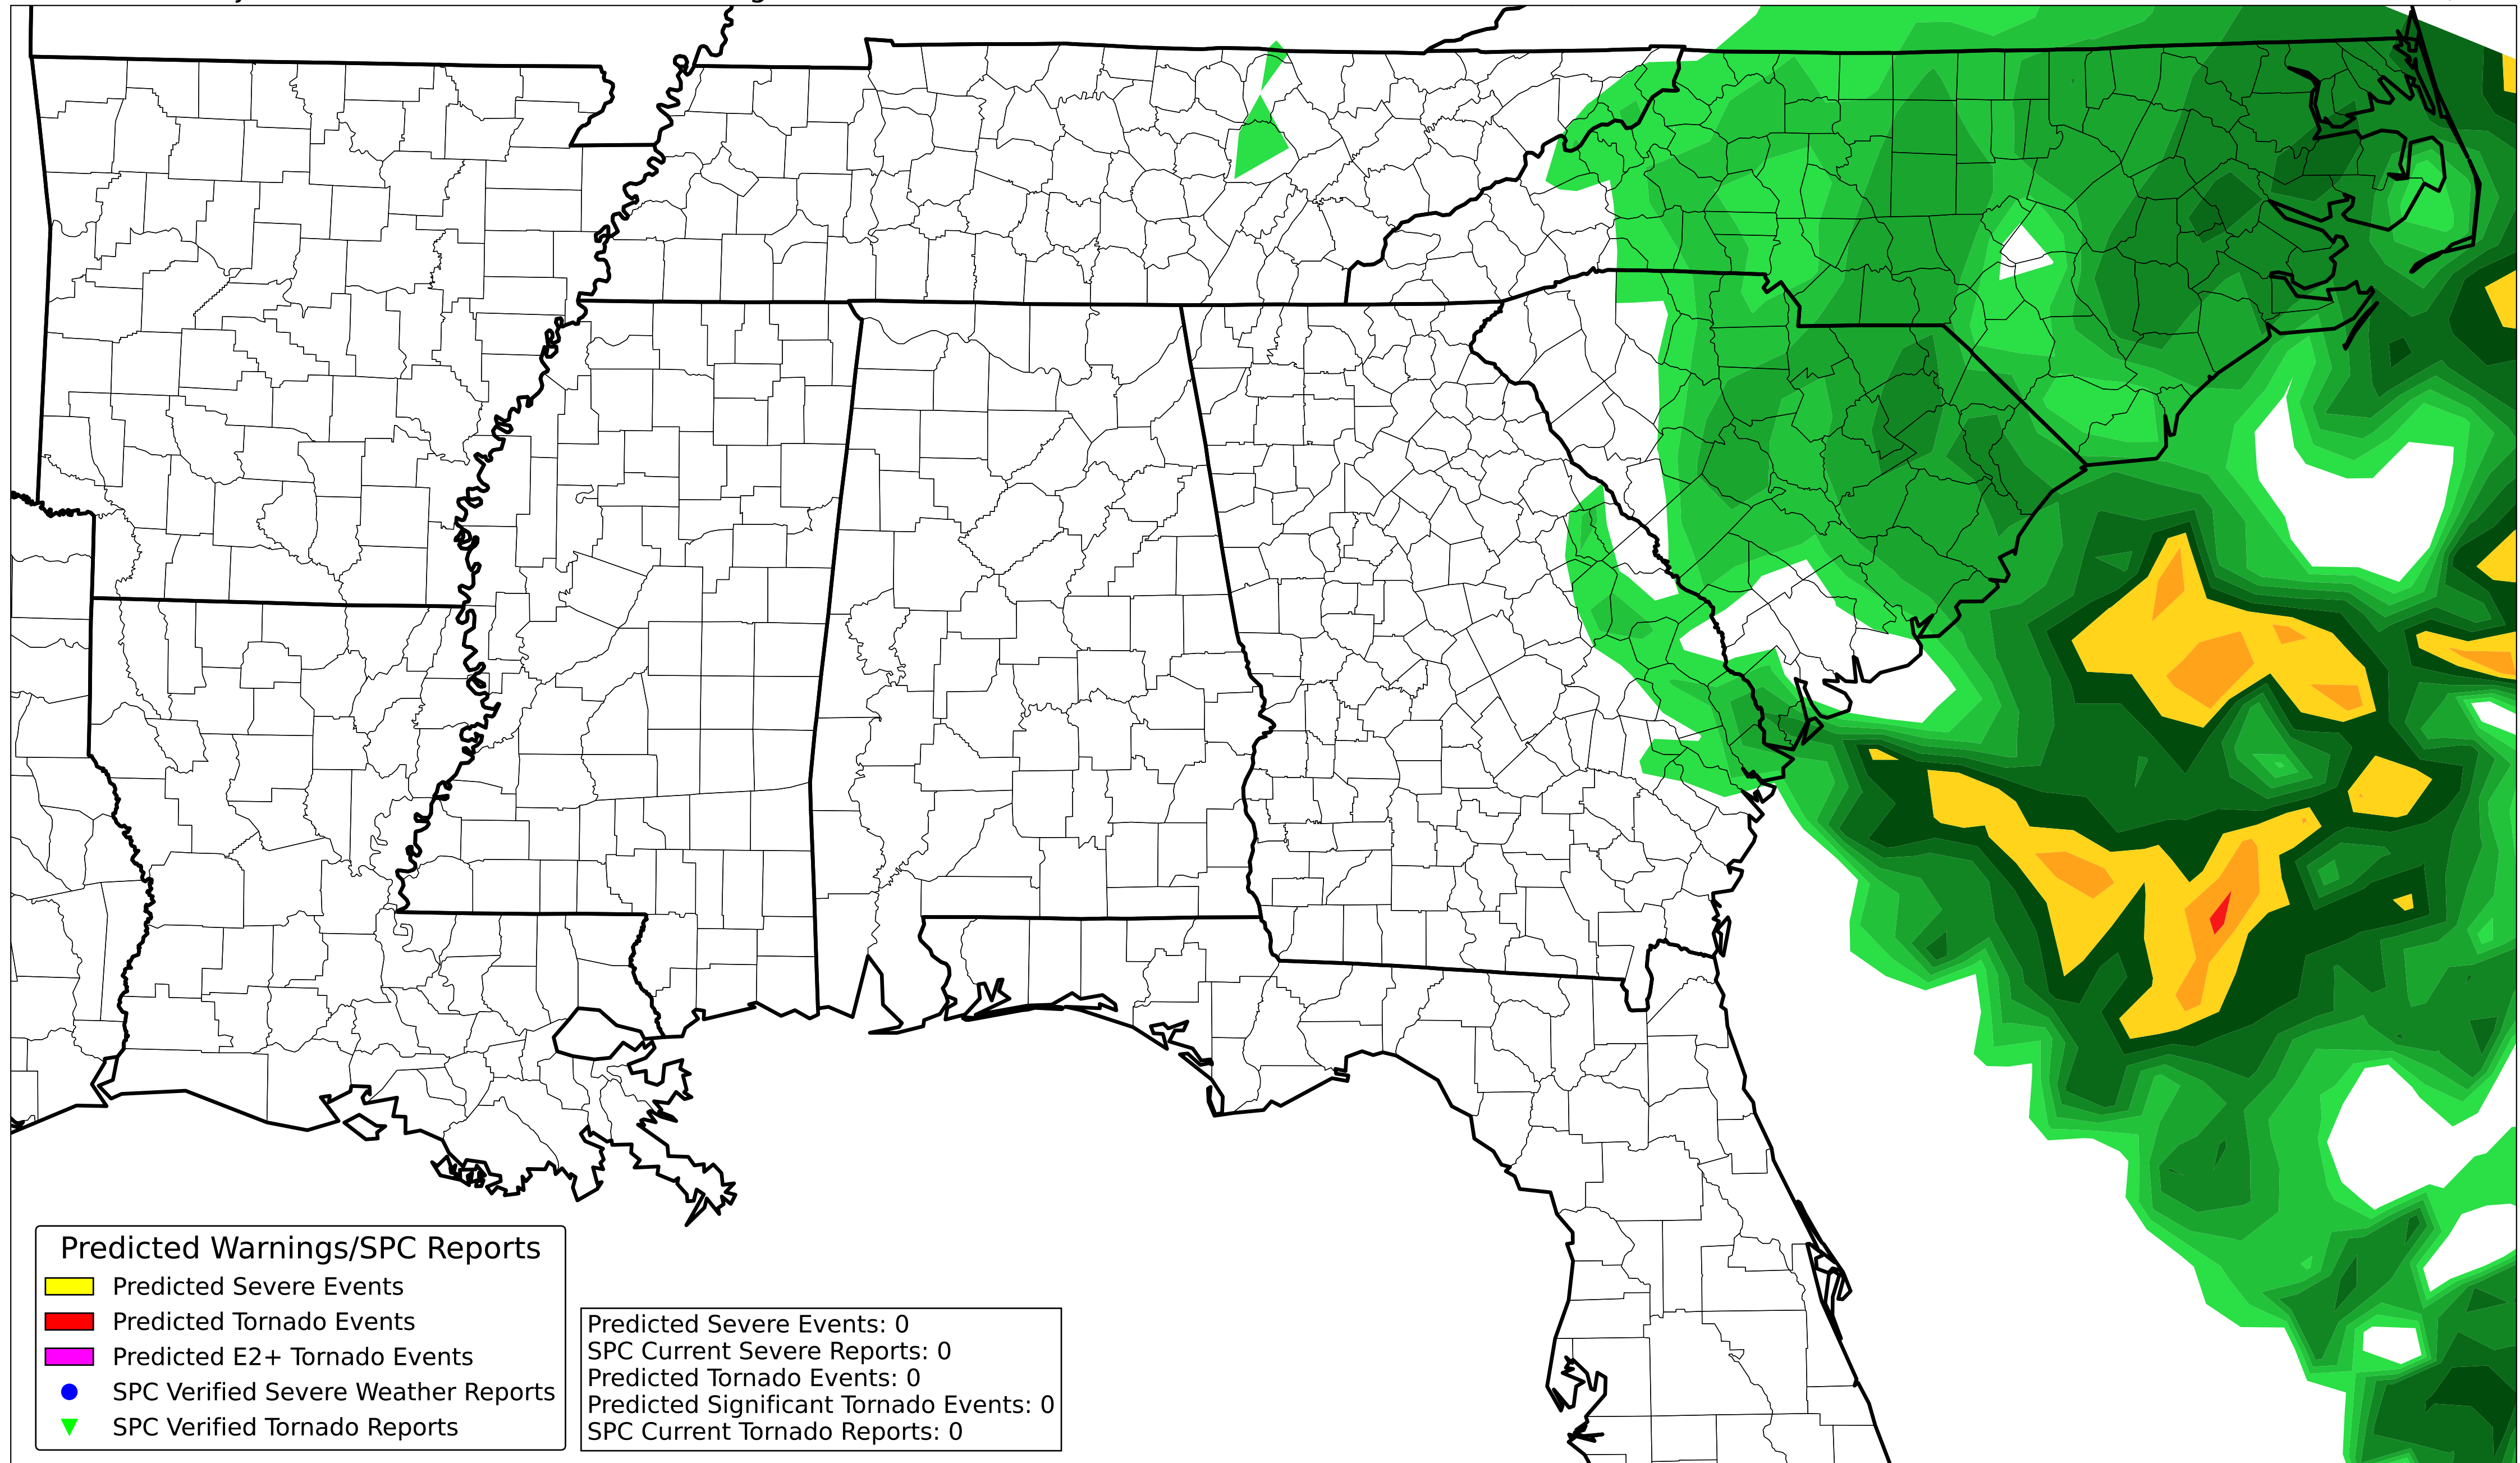 Predicted Warnings/SPC Reports
Predicted Severe Events
Predicted Tornado Events
Predicted E2+ Tornado Events
SPC Verified Severe Weather Reports
SPC Verified Tornado Reports
Predicted Severe Events: 0
SPC Current Severe Reports: 0
Predicted Tornado Events: 0
Predicted Significant Tornado Events: 0
SPC Current Tornado Reports: 0